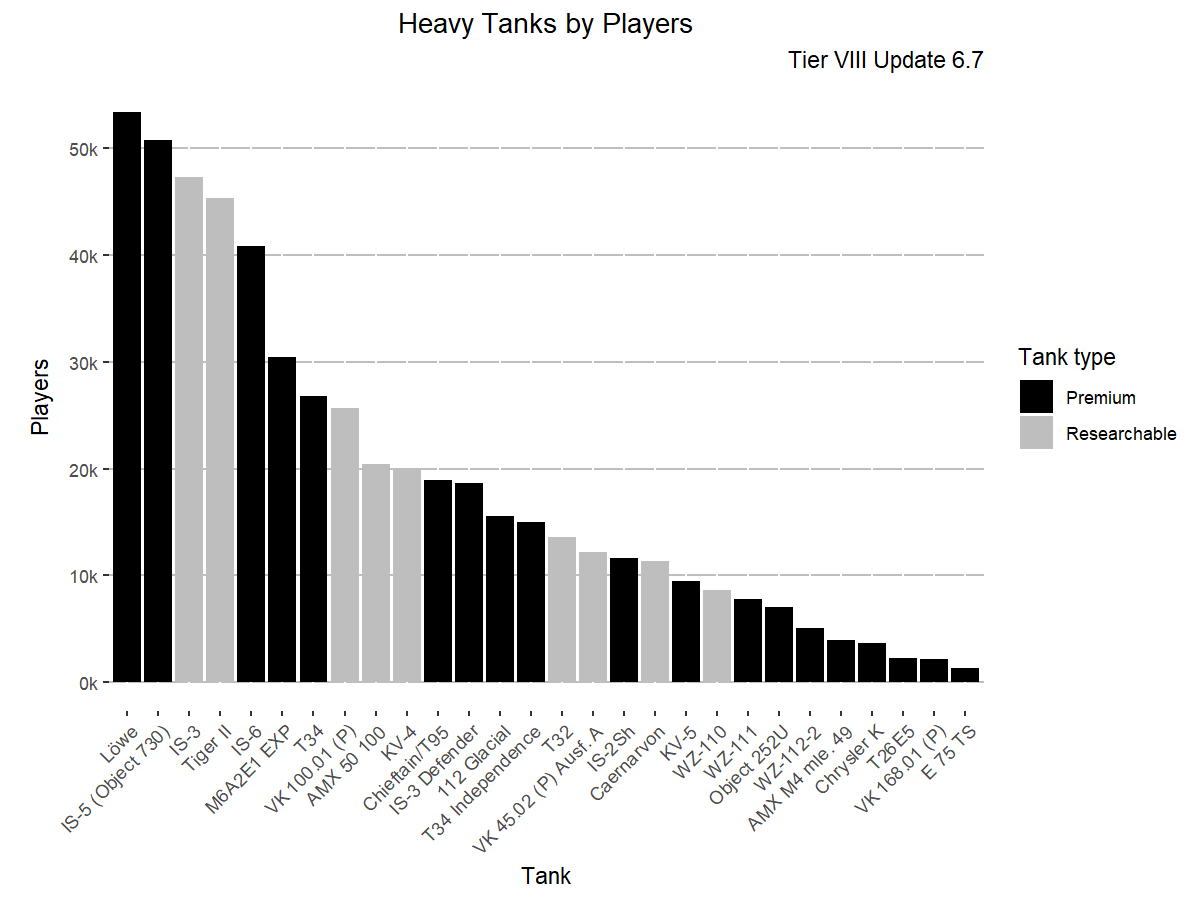 Heavy Tanks by Players
Tier VIII Update 6.7
Players
50k
40k
30k
20k
10k
0k
Löwe
IS-5 (Object 730)
IS-3
Tiger II
IS-6
M6A2E1 EXP
T34
VK 100.01 (P)
AMX 50 100
KV-4
Chieftain/T95
IS-3 Defender
112 Glacial
T34 Independence
T32
VK 45.02 (P) Ausf. A
IS-2Sh
Caernarvon
KV-5
WZ-110
WZ-111
Object 252U
WZ-112-2
AMX M4 mle. 49
Chrysler K
T26E5
VK 168.01 (P)
E 75 TS
Tank
Tank type
Premium
Researchable